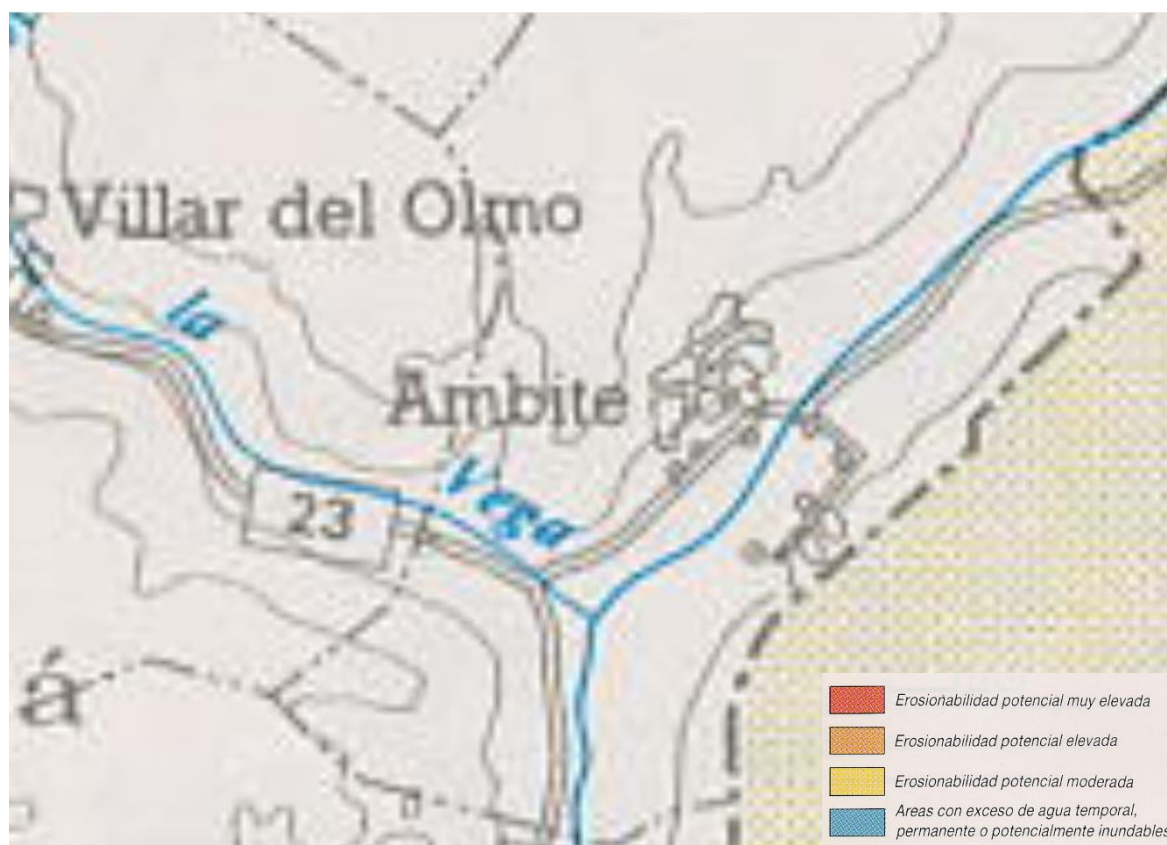 Villar del Olmo
la
Ambite
Vega
23
á
Erosionabilidad potencial muy elevada
Erosionabilidad potencial elevada
Erosionabilidad potencial moderada
Areas con exceso de agua temporal,
permanente o potencialmente inundables